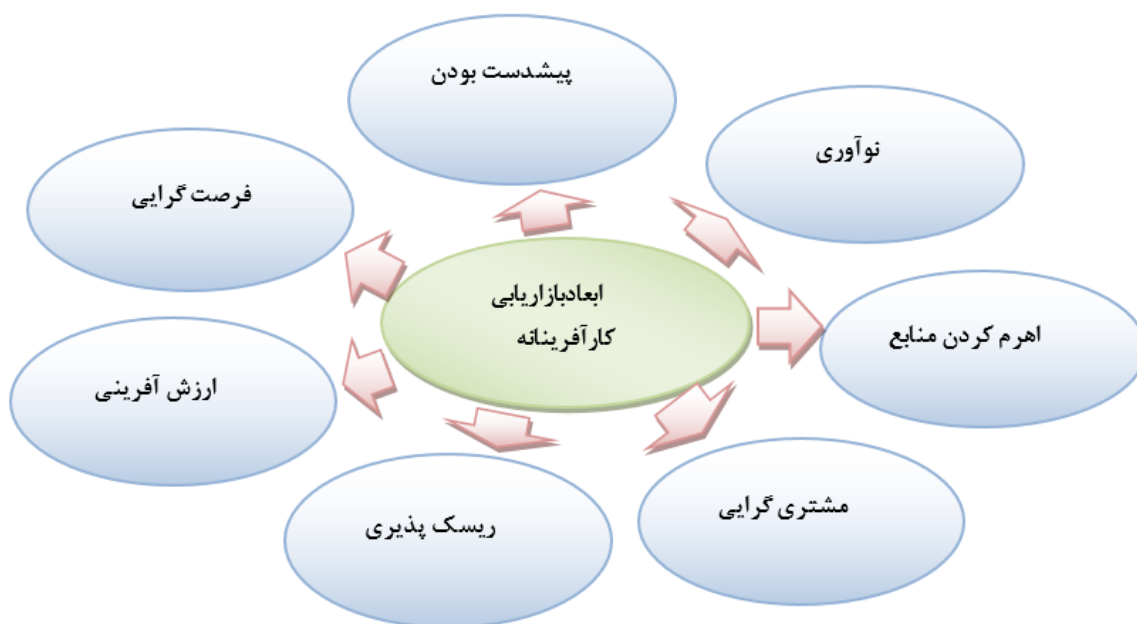 پیشدست بودن
نوآوری
فرصت گرایی
ابعادبازاریابی
کارآفرینانه
اهرم کردن منابع
ارزش آفرینی
مشتری گرایی
ریسک پذیری